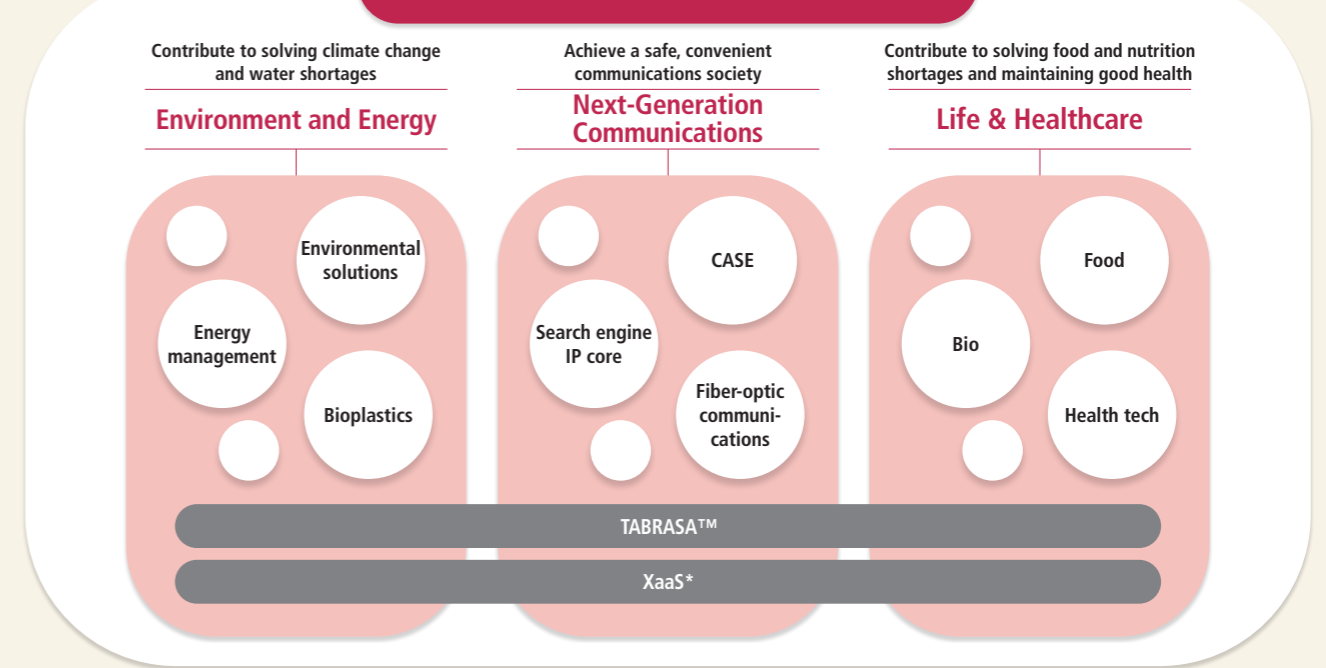 Contribute to solving climate change
and water shortages
Environment and Energy
Environmental
solutions
Energy
management
Bioplastics
Achieve a safe, convenient
communications society
Next-Generation
Communications
CASE
Search engine
IP core
Fiber-optic
communi-
cations
Contribute to solving food and nutrition
shortages and maintaining good health
Life & Healthcare
Food
Bio
Health tech
TABRASA™
XaaS*